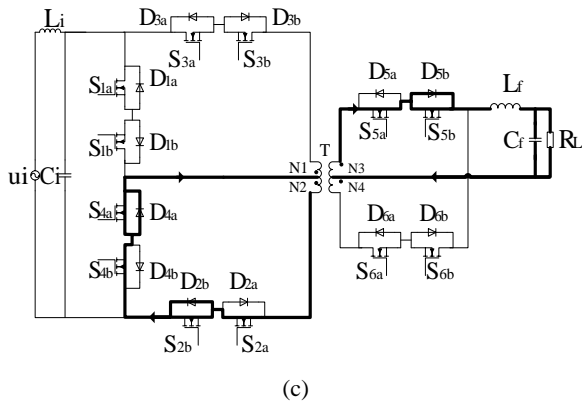 Li
D3a
D3b
S3a
S3b
S1a
D1a
S1b
D1b
ui
Ci
S4a
D4a
S4b
D4b
D2b
D2a
S2b
S2a
T
N1
N2
N3
N4
D5a
D5b
S5a
S5b
Lf
Cf
RL
D6a
D6b
S6a
S6b
(c)